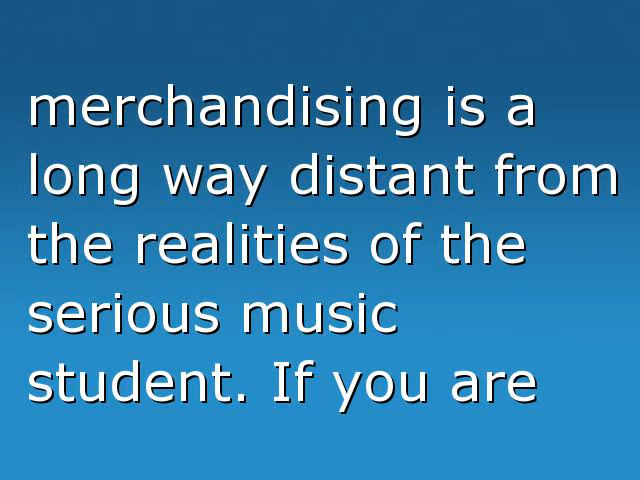 merchandising is a
long way distant from
the realities of the
serious music
student. If you are